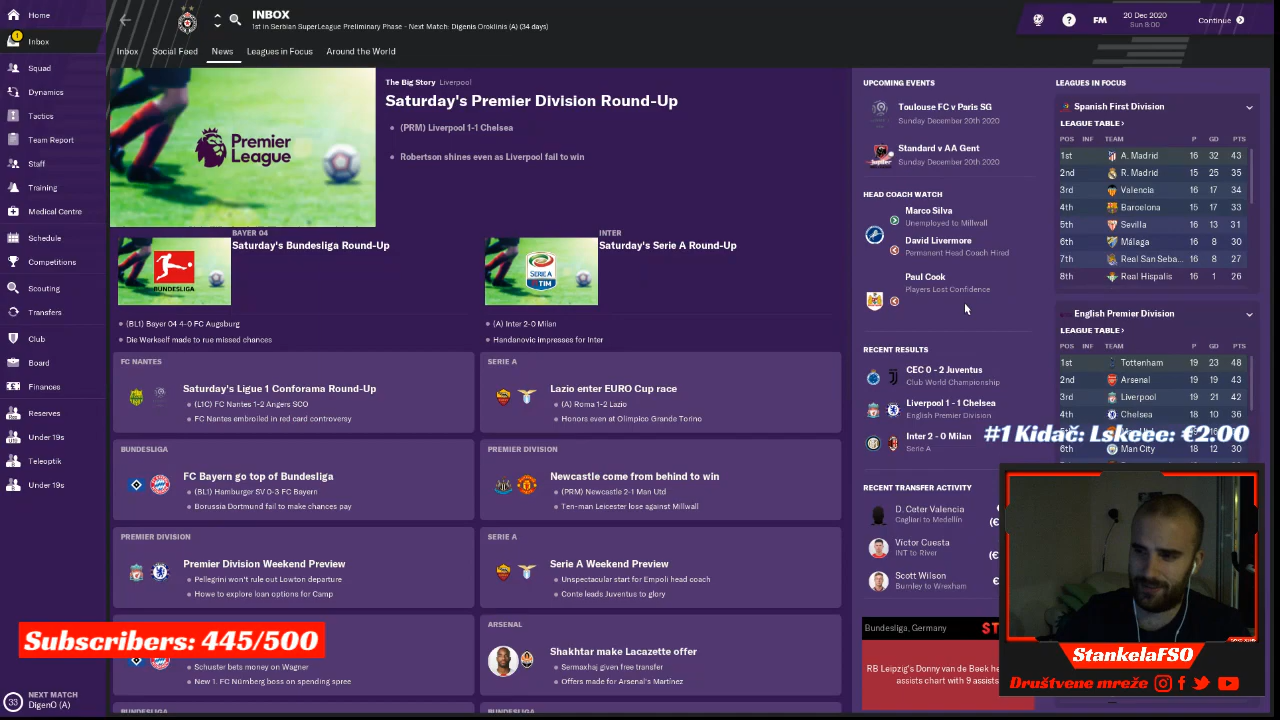 Home
Inbox
Squad
Dynamics
Tactics
Team Report
Staff
Training
Medical Centre
Schedule
Competitions
Scouting
Transfers
Club
Board
Finances
Reserves
Under 19s
Teleoptik
Under 19s
33
NEXT MATCH
DigenO (A)
INBOX
1st in Serbian SuperLeague Preliminary Phase - Next Match: Digenis Oroklinis (A) (34 days)
FM
20 Dec 2020
Sun 8:00
Continue
Inbox
Social Feed
News
Leagues in Focus
Around the World
Premier
League
The Big Story Liverpool
Saturday's Premier Division Round-Up
(PRM) Liverpool 1-1 Chelsea
Robertson shines even as Liverpool fail to win
BAYER 04
Saturday's Bundesliga Round-Up
BUNDESLIGA
(BL1) Bayer 04 4-0 FC Augsburg
Die Werkself made to rue missed chances
INTER
Saturday's Serie A Round-Up
SERIE A
TIM
(A) Inter 2-0 Milan
Handanovic impresses for Inter
FC NANTES
Saturday's Ligue 1 Conforama Round-Up
(L1C) FC Nantes 1-2 Angers SCO
FC Nantes embroiled in red card controversy
SERIE A
Lazio enter EURO Cup race
(A) Roma 1-2 Lazio
Honors even at Olimpico Grande Torino
BUNDESLIGA
FC Bayern go top of Bundesliga
(BL1) Hamburger SV 0-3 FC Bayern
Borussia Dortmund fail to make chances pay
PREMIER DIVISION
Newcastle come from behind to win
(PRM) Newcastle 2-1 Man Utd
Ten-man Leicester lose against Millwall
PREMIER DIVISION
Premier Division Weekend Preview
Pellegrini won't rule out Lowton departure
Howe to explore loan options for Camp
SERIE A
Serie A Weekend Preview
Unspectacular start for Empoli head coach
Conte leads Juventus to glory
Subscribers: 445/500
Schuster bets money on Wagner
New 1. FC Nürnberg boss on spending spree
ARSENAL
Shakhtar make Lacazette offer
Sermaxhaj given free transfer
Offers made for Arsenal's Martínez
BUNDESLIGA
BUNDESLIGA
UPCOMING EVENTS
Toulouse FC v Paris SG
Sunday December 20th 2020
Standard v AA Gent
Sunday December 20th 2020
HEAD COACH WATCH
Marco Silva
Unemployed to Millwall
David Livermore
Permanent Head Coach Hired
Paul Cook
Players Lost Confidence
RECENT RESULTS
CEC 0 - 2 Juventus
Club World Championship
Liverpool 1 - 1 Chelsea
English Premier Division
Inter 2 - 0 Milan
Serie A
RECENT TRANSFER ACTIVITY
D. Ceter Valencia
Cagliari to Medellín
Víctor Cuesta
INT to River
Scott Wilson
Burnley to Wrexham
Bundesliga, Germany
RB Leipzig's Donny van de Beek
assists chart with 9 assists
LEAGUES IN FOCUS
Spanish First Division
LEAGUE TABLE >
POS INF TEAM P GD PTS
1st A. Madrid 16 32 43
2nd R. Madrid 15 25 35
3rd Valencia 16 17 34
4th Barcelona 15 17 33
5th Sevilla 16 13 31
6th Málaga 16 8 30
7th Real San Seba... 16 8 27
8th Real Hispalis 16 1 26
English Premier Division
LEAGUE TABLE >
POS INF TEAM P GD PTS
1st Tottenham 19 23 48
2nd Arsenal 19 19 43
3rd Liverpool 19 21 42
4th Chelsea 18 10 36
#1 Kidač: Lskeee: €2.00
6th Man City 18 12 30
StankelaFSO
Društvene mreže